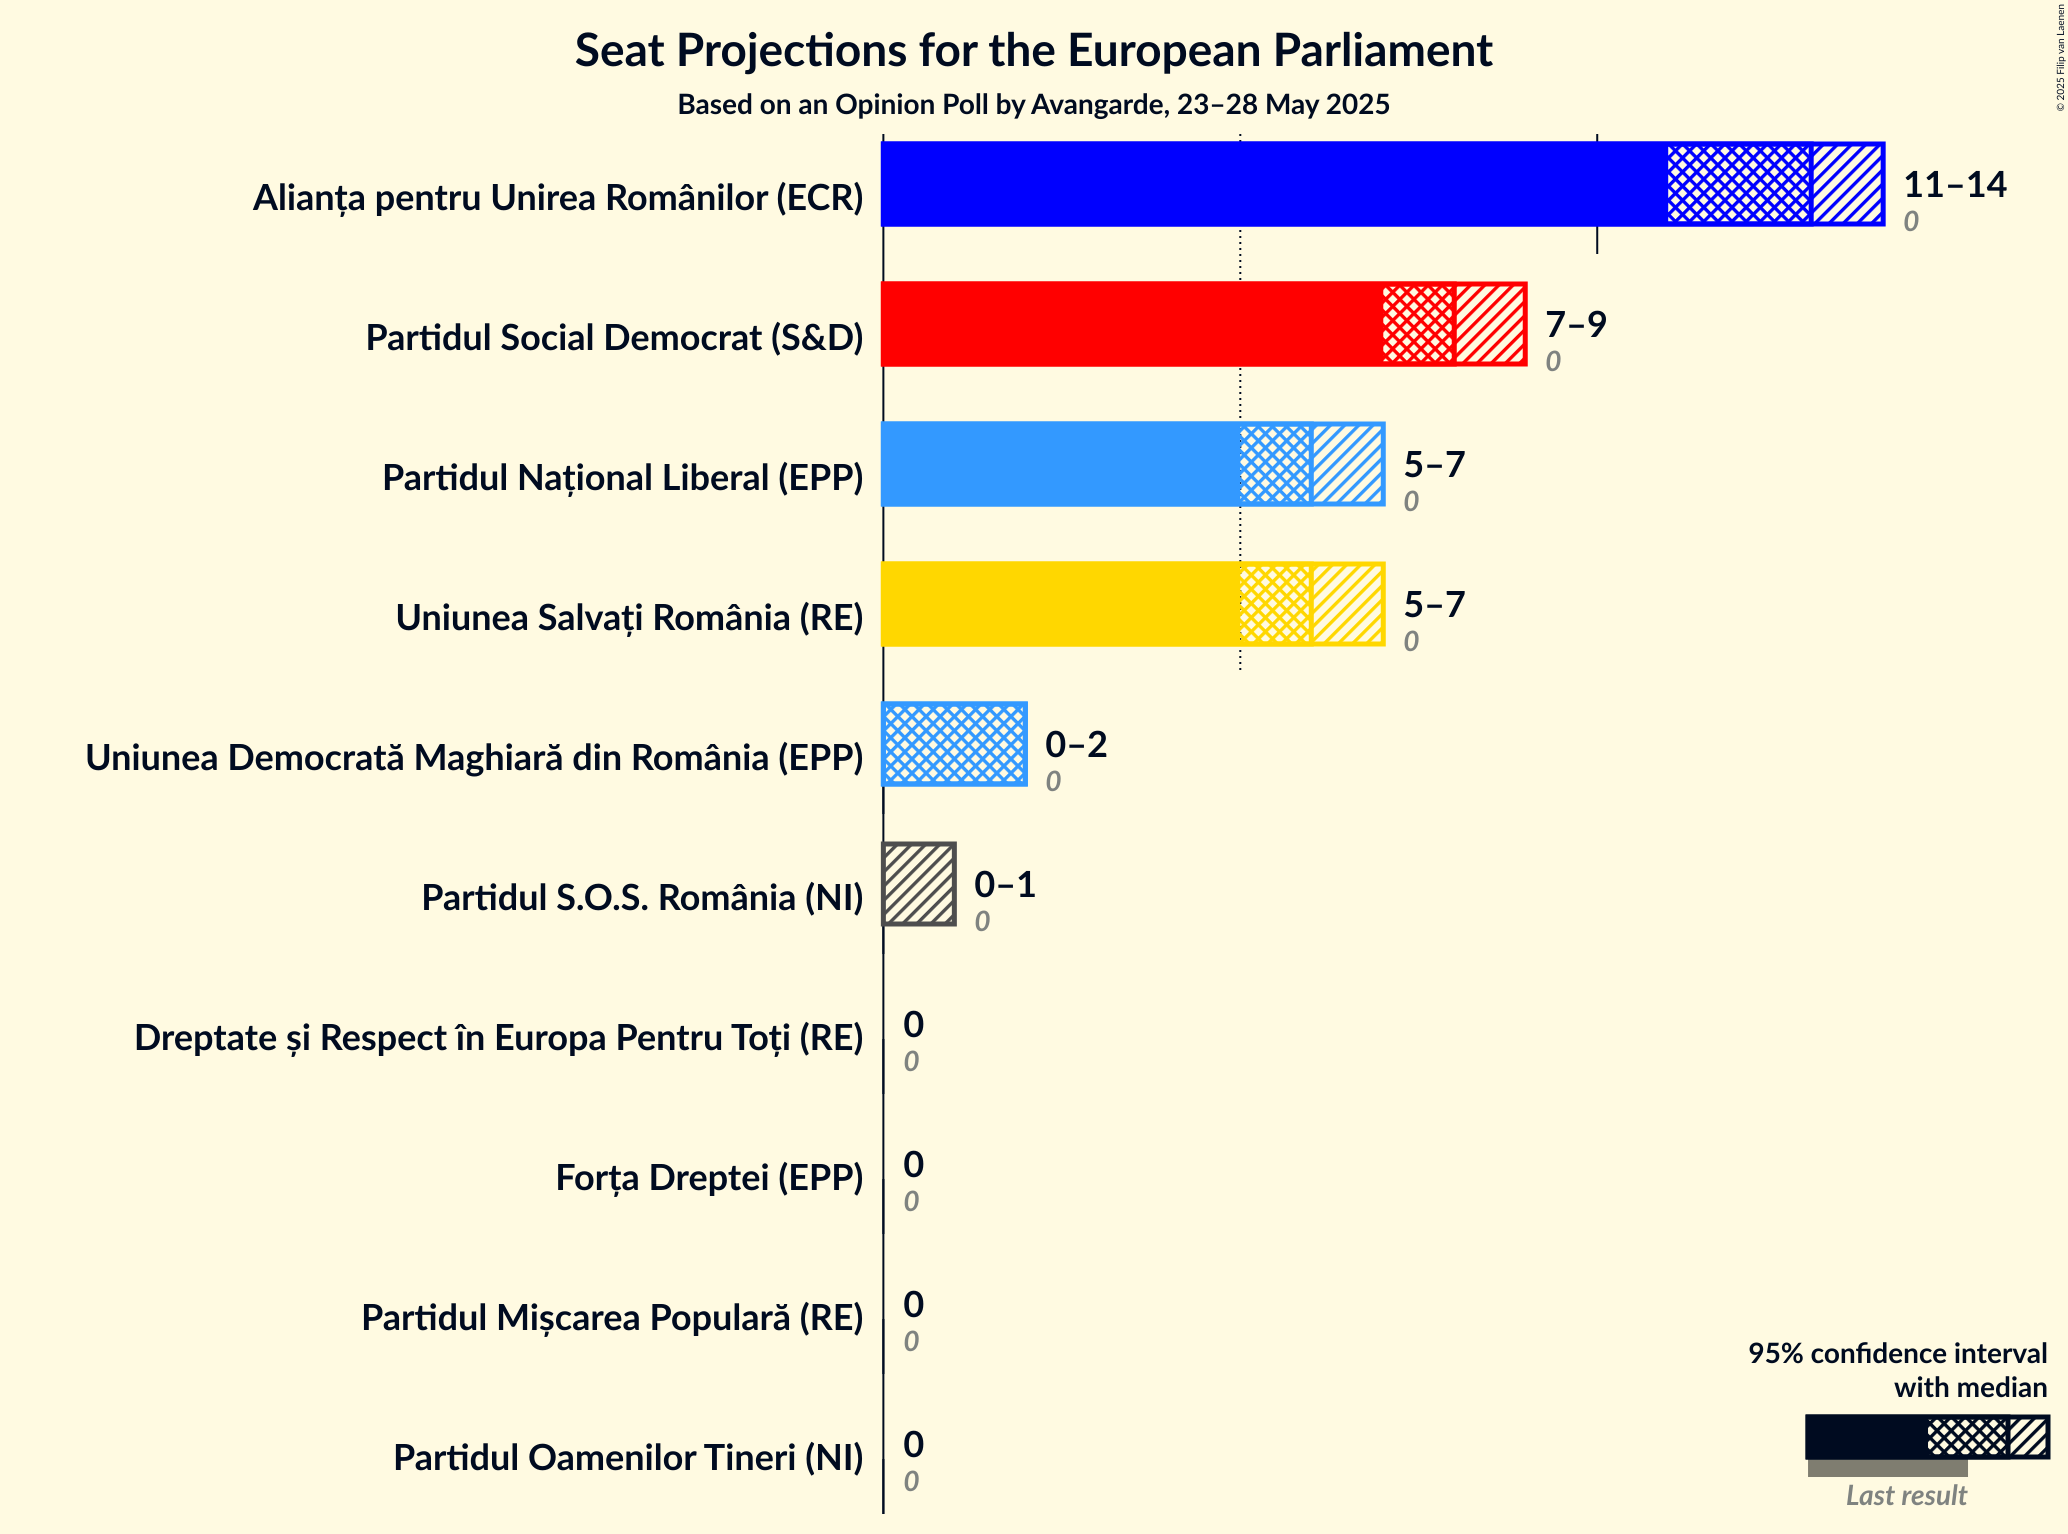 Seat Projections for the European Parliament
Based on an Opinion Poll by Avangarde, 23–28 May 2025
© 2025 Filip van Laenen
Alianța pentru Unirea Românilor (ECR)
11–14
0
Partidul Social Democrat (S&D)
7–9
0
Partidul Național Liberal (EPP)
5–7
0
Uniunea Salvați România (RE)
5–7
0
Uniunea Democrată Maghiară din România (EPP)
0–2
0
Partidul S.O.S. România (NI)
0–1
0
Dreptate și Respect în Europa Pentru Toți (RE)
0
0
Forța Dreptei (EPP)
0
0
Partidul Mișcarea Populară (RE)
0
0
Partidul Oamenilor Tineri (NI)
0
0
95% confidence interval
with median
Last result